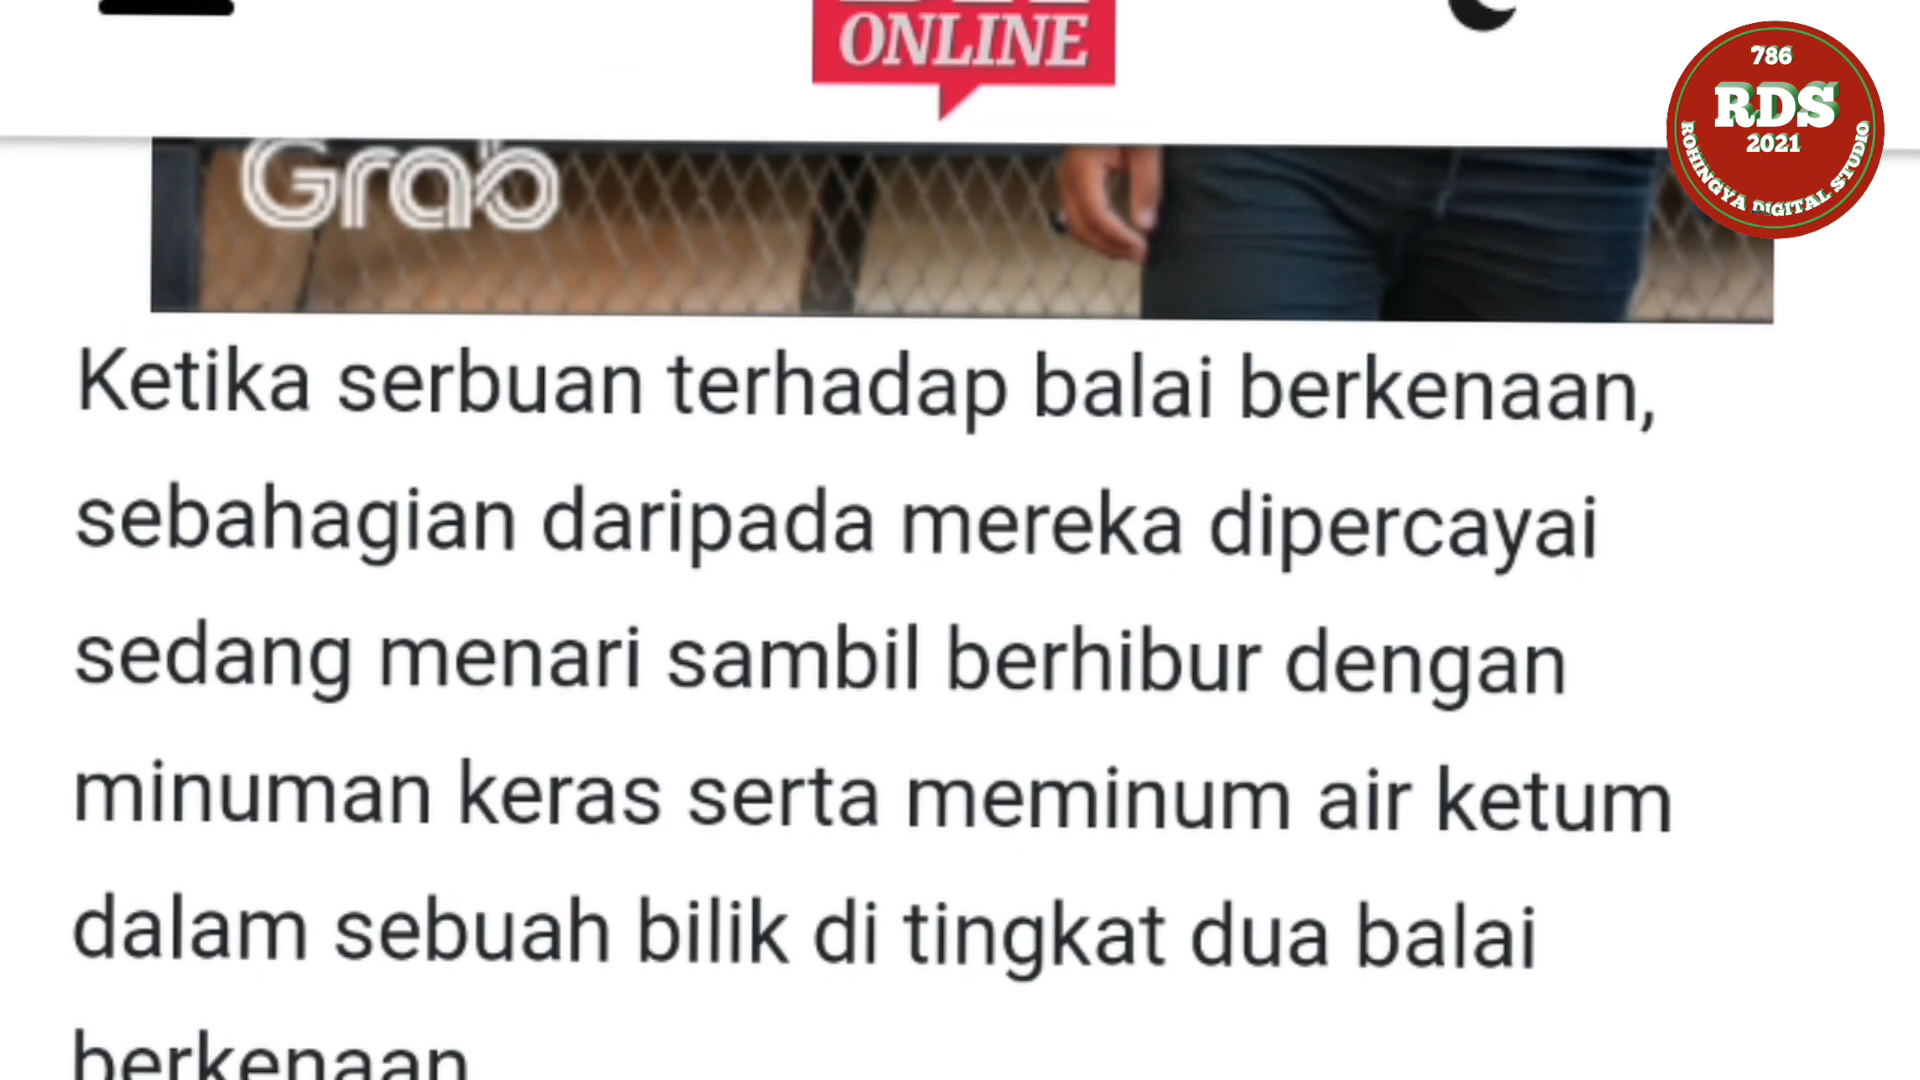 ONLINE
786
RDS
2021
ROHINGYA DIGITAL STUDIO
Grab
Ketika serbuan terhadap balai berkenaan,
sebahagian daripada mereka dipercayai
sedang menari sambil berhibur dengan
minuman keras serta meminum air ketum
dalam sebuah bilik di tingkat dua balai
berkenaan